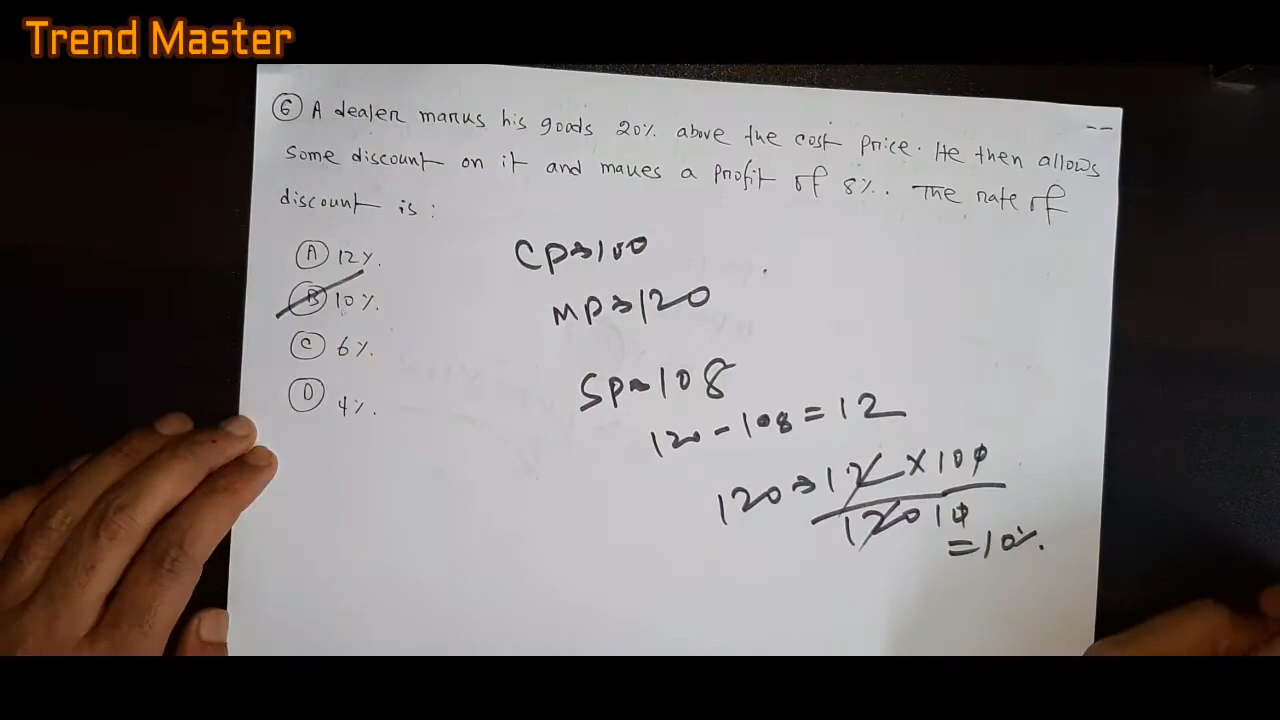 Trend Master
6 A dealer marks his goods 20% above the cost price. He then allows
some discount on it and makes a profit of 8%. The rate of
discount is :
A 12%.
B 10%.
C 6%.
D 4%.
CP→100
MP→120
SP→108
120-108=12
120→12×100
120 10
=10%.